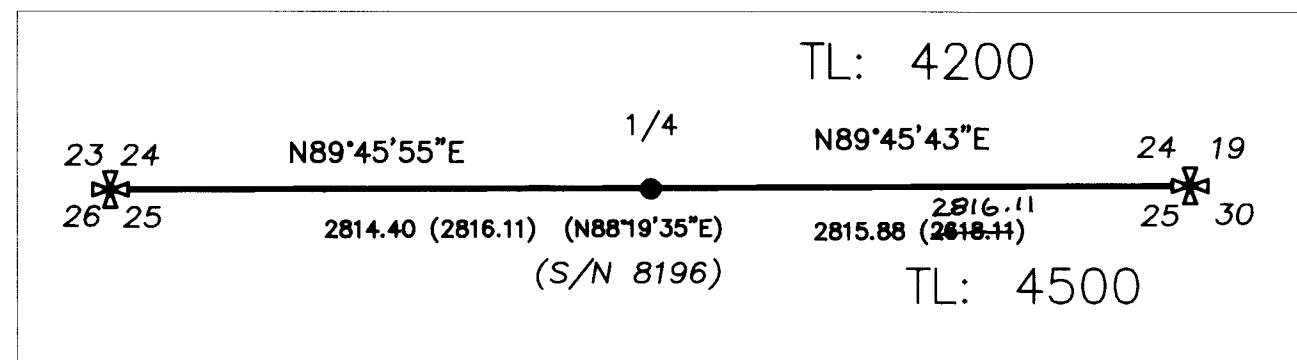 TL: 4200
1/4
N89°45'55"E
N89°45'43"E
23 24
24 19
26 25
25 30
2816.11
2814.40 (2816.11) (N88°19'35"E)
2815.88 (2618.11)
(S/N 8196)
TL: 4500